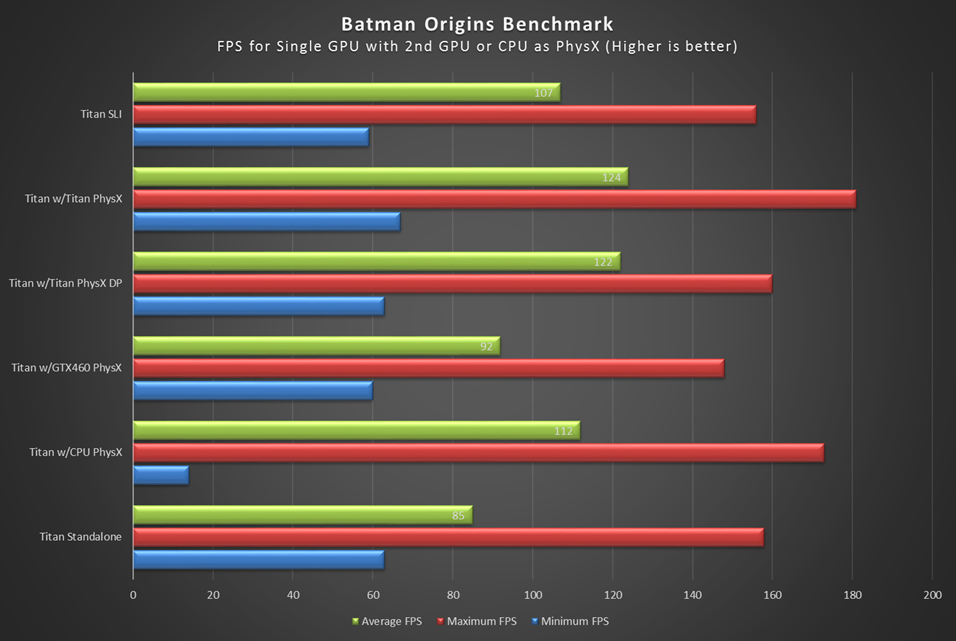 Batman Origins Benchmark
FPS for Single GPU with 2nd GPU or CPU as PhysX (Higher is better)
Titan SLI
107
Titan w/Titan PhysX
124
Titan w/Titan PhysX DP
122
Titan w/GTX460 PhysX
92
Titan w/CPU PhysX
112
Titan Standalone
85
0 20 40 60 80 100 120 140 160 180 200
Average FPS Maximum FPS Minimum FPS